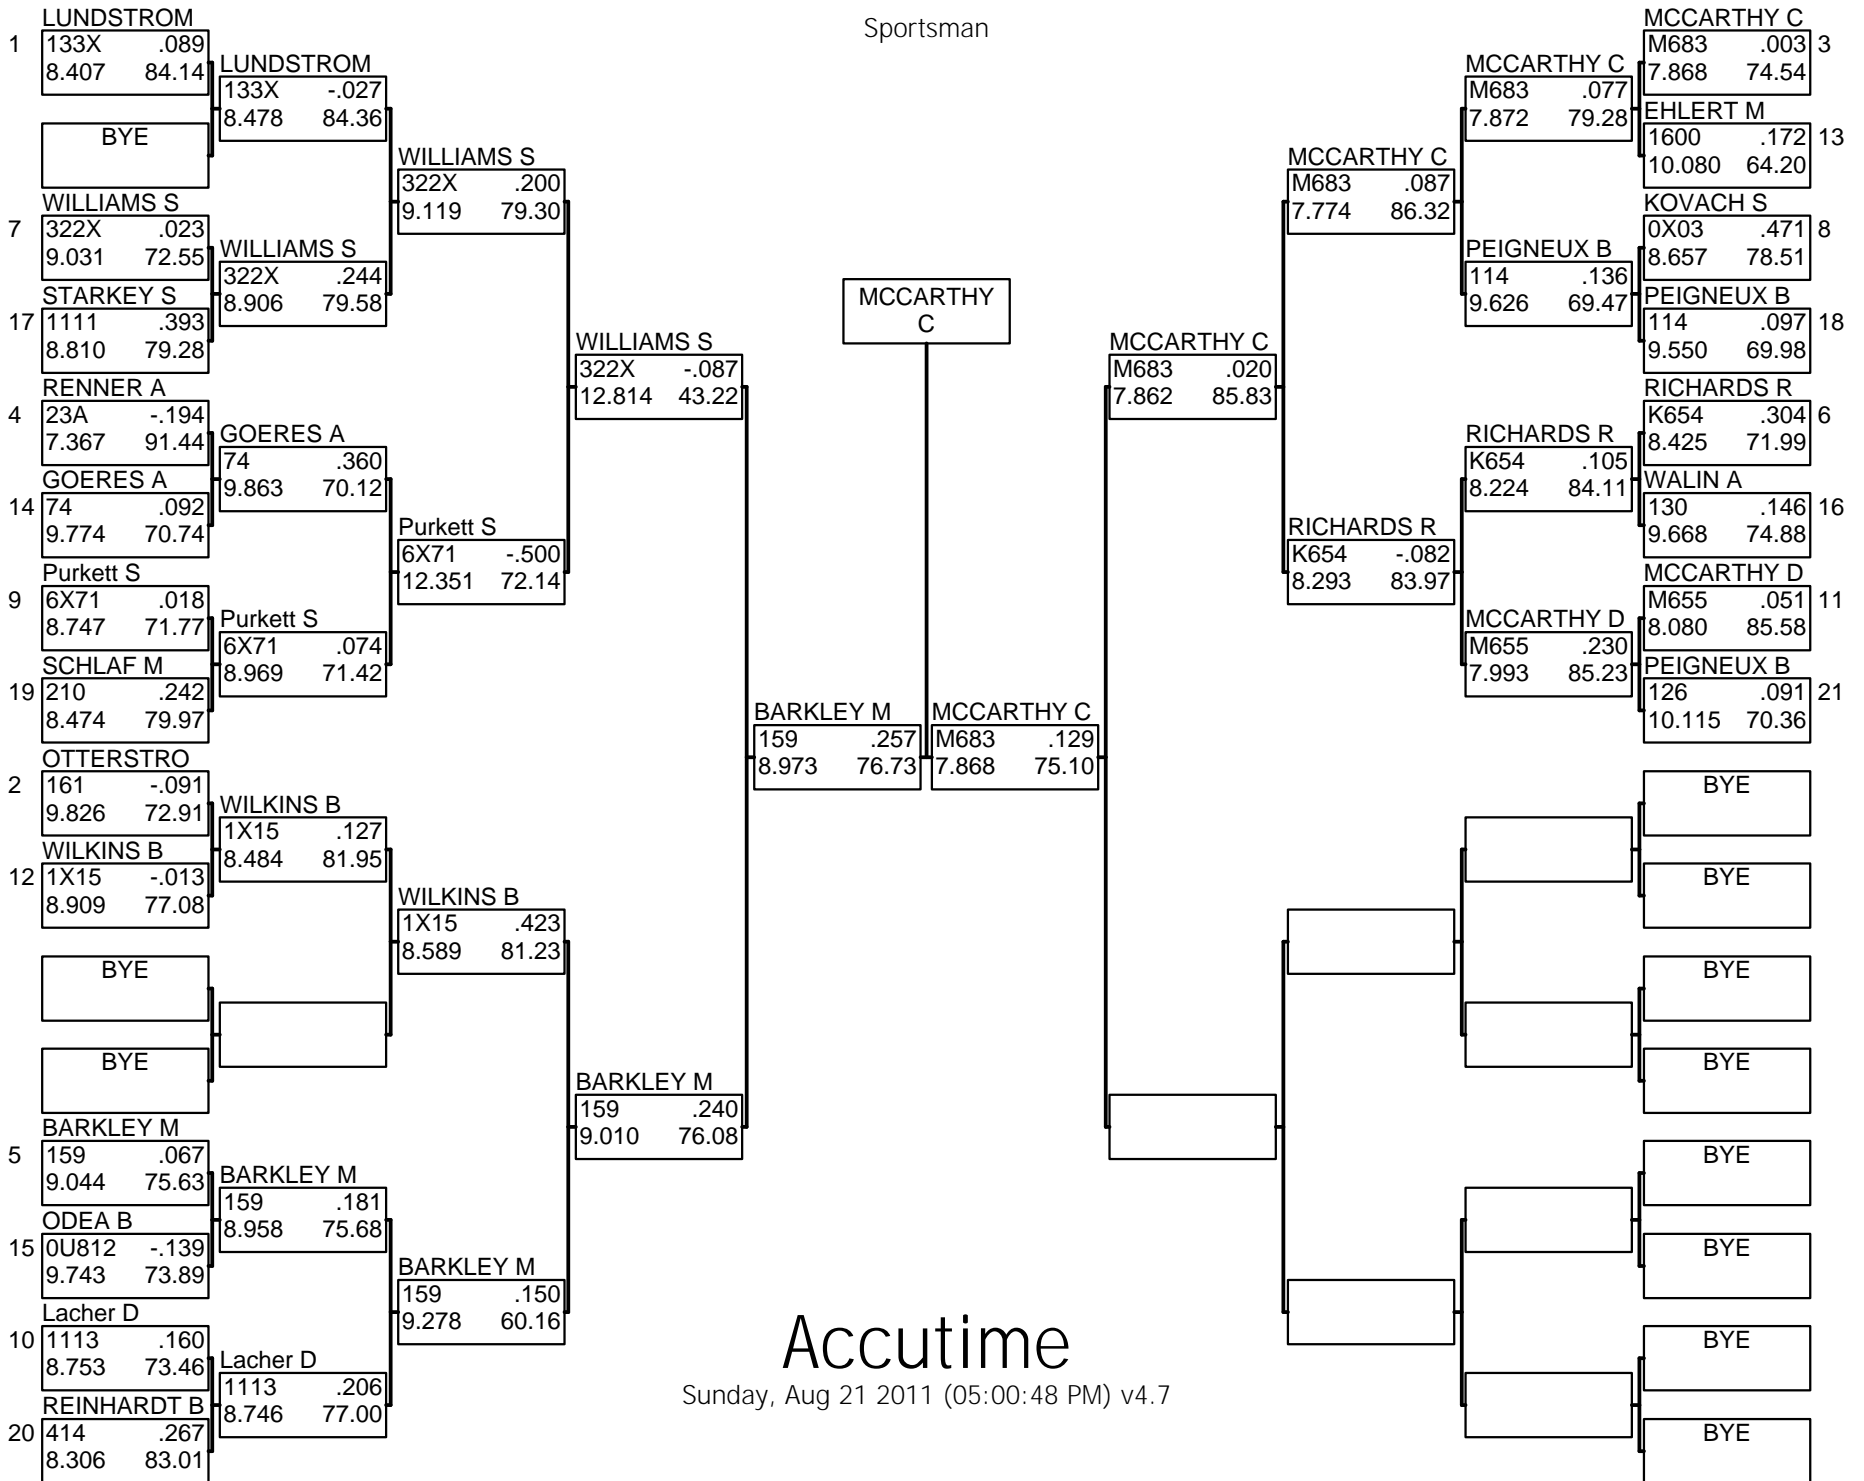 Sportsman
LUNDSTROM
1 133X .089
8.407 84.14
BYE
WILLIAMS S
7 322X .023
9.031 72.55
STARKEY S
17 1111 .393
8.810 79.28
RENNER A
4 23A -.194
7.367 91.44
GOERES A
14 74 .092
9.774 70.74
Purkett S
9 6X71 .018
8.747 71.77
SCHLAF M
19 210 .242
8.474 79.97
OTTERSTRO
2 161 -.091
9.826 72.91
WILKINS B
12 1X15 -.013
8.909 77.08
BYE
BYE
BARKLEY M
5 159 .067
9.044 75.63
ODEA B
15 0U812 -.139
9.743 73.89
Lacher D
10 1113 .160
8.753 73.46
REINHARDT B
20 414 .267
8.306 83.01
LUNDSTROM
133X -.027
8.478 84.36
WILLIAMS S
322X .244
8.906 79.58
GOERES A
74 .360
9.863 70.12
Purkett S
6X71 .074
8.969 71.42
WILKINS B
1X15 .127
8.484 81.95
BARKLEY M
159 .181
8.958 75.68
Lacher D
1113 .206
8.746 77.00
WILLIAMS S
322X .200
9.119 79.30
Purkett S
6X71 -.500
12.351 72.14
WILKINS B
1X15 .423
8.589 81.23
BARKLEY M
159 .150
9.278 60.16
WILLIAMS S
322X -.087
12.814 43.22
BARKLEY M
159 .240
9.010 76.08
BARKLEY M
159 .257
8.973 76.73
MCCARTHY
C
MCCARTHY C
M683 .129
7.868 75.10
MCCARTHY C
M683 .020
7.862 85.83
MCCARTHY C
M683 .087
7.774 86.32
RICHARDS R
K654 -.082
8.293 83.97
MCCARTHY C
M683 .077
7.872 79.28
PEIGNEUX B
114 .136
9.626 69.47
RICHARDS R
K654 .105
8.224 84.11
MCCARTHY D
M655 .230
7.993 85.23
MCCARTHY C
M683 .003 3
7.868 74.54
EHLERT M
1600 .172 13
10.080 64.20
KOVACH S
0X03 .471 8
8.657 78.51
PEIGNEUX B
114 .097 18
9.550 69.98
RICHARDS R
K654 .304 6
8.425 71.99
WALIN A
130 .146 16
9.668 74.88
MCCARTHY D
M655 .051 11
8.080 85.58
PEIGNEUX B
126 .091 21
10.115 70.36
BYE
BYE
BYE
BYE
BYE
BYE
BYE
BYE
Accutime
Sunday, Aug 21 2011 (05:00:48 PM) v4.7